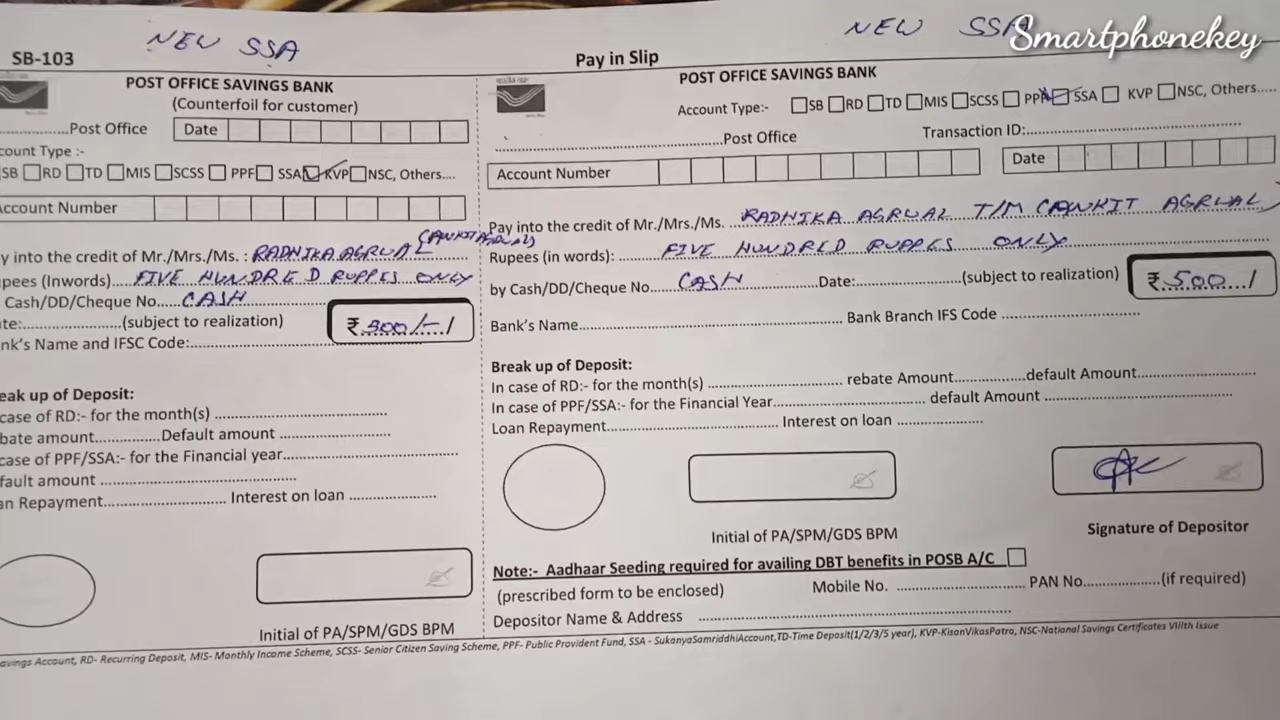 NEW SSA
NEW SSA
Smartphonekey
SB-103
Pay in Slip
POST OFFICE SAVINGS BANK
(Counterfoil for customer)
..................Post Office Date
count Type :-
SB RD TD MIS SCSS PPF SSA KVP NSC, Others....
Account Number
y into the credit of Mr./Mrs./Ms. : RADHIKA AGRWAL (ANKIT AGRWAL)
upees (Inwords) FIVE HUNDRED RUPPES ONLY
Cash/DD/Cheque No. CASH
te:....................(subject to realization) ₹ 500/-/
nk's Name and IFSC Code:........................................
eak up of Deposit:
case of RD:- for the month(s) ....................................
bate amount.............Default amount .......................
case of PPF/SSA:- for the Financial year....................................
fault amount ........................................
an Repayment........................ Interest on loan ..................
Initial of PA/SPM/GDS BPM
POST OFFICE SAVINGS BANK
Account Type:- SB RD TD MIS SCSS PPF SSA KVP NSC, Others.....
..................................................Post Office Transaction ID:..................................................
Account Number Date
Pay into the credit of Mr./Mrs./Ms. RADHIKA AGRWAL T/M (ANKIT AGRWAL)
Rupees (in words): FIVE HUNDRED RUPPES ONLY
by Cash/DD/Cheque No. CASH Date:......................(subject to realization) ₹ 500 /
Bank's Name............................................................ Bank Branch IFS Code ................................
Break up of Deposit:
In case of RD:- for the month(s) .............................. rebate Amount................default Amount..........................
In case of PPF/SSA:- for the Financial Year.................................. default Amount ..........................................
Loan Repayment...................................... Interest on loan ...................
Initial of PA/SPM/GDS BPM
Signature of Depositor
Note:- Aadhaar Seeding required for availing DBT benefits in POSB A/C
(prescribed form to be enclosed) Mobile No. ............................ PAN No.................(if required)
Depositor Name & Address ......................................................................
avings Account, RD- Recurring Deposit, MIS- Monthly Income Scheme, SCSS- Senior Citizen Saving Scheme, PPF- Public Provident Fund, SSA - SukanyaSamriddhiAccount,TD-Time Deposit(1/2/3/5 year), KVP-KisanVikasPatra, NSC-National Savings Certificates VIIIth Issue